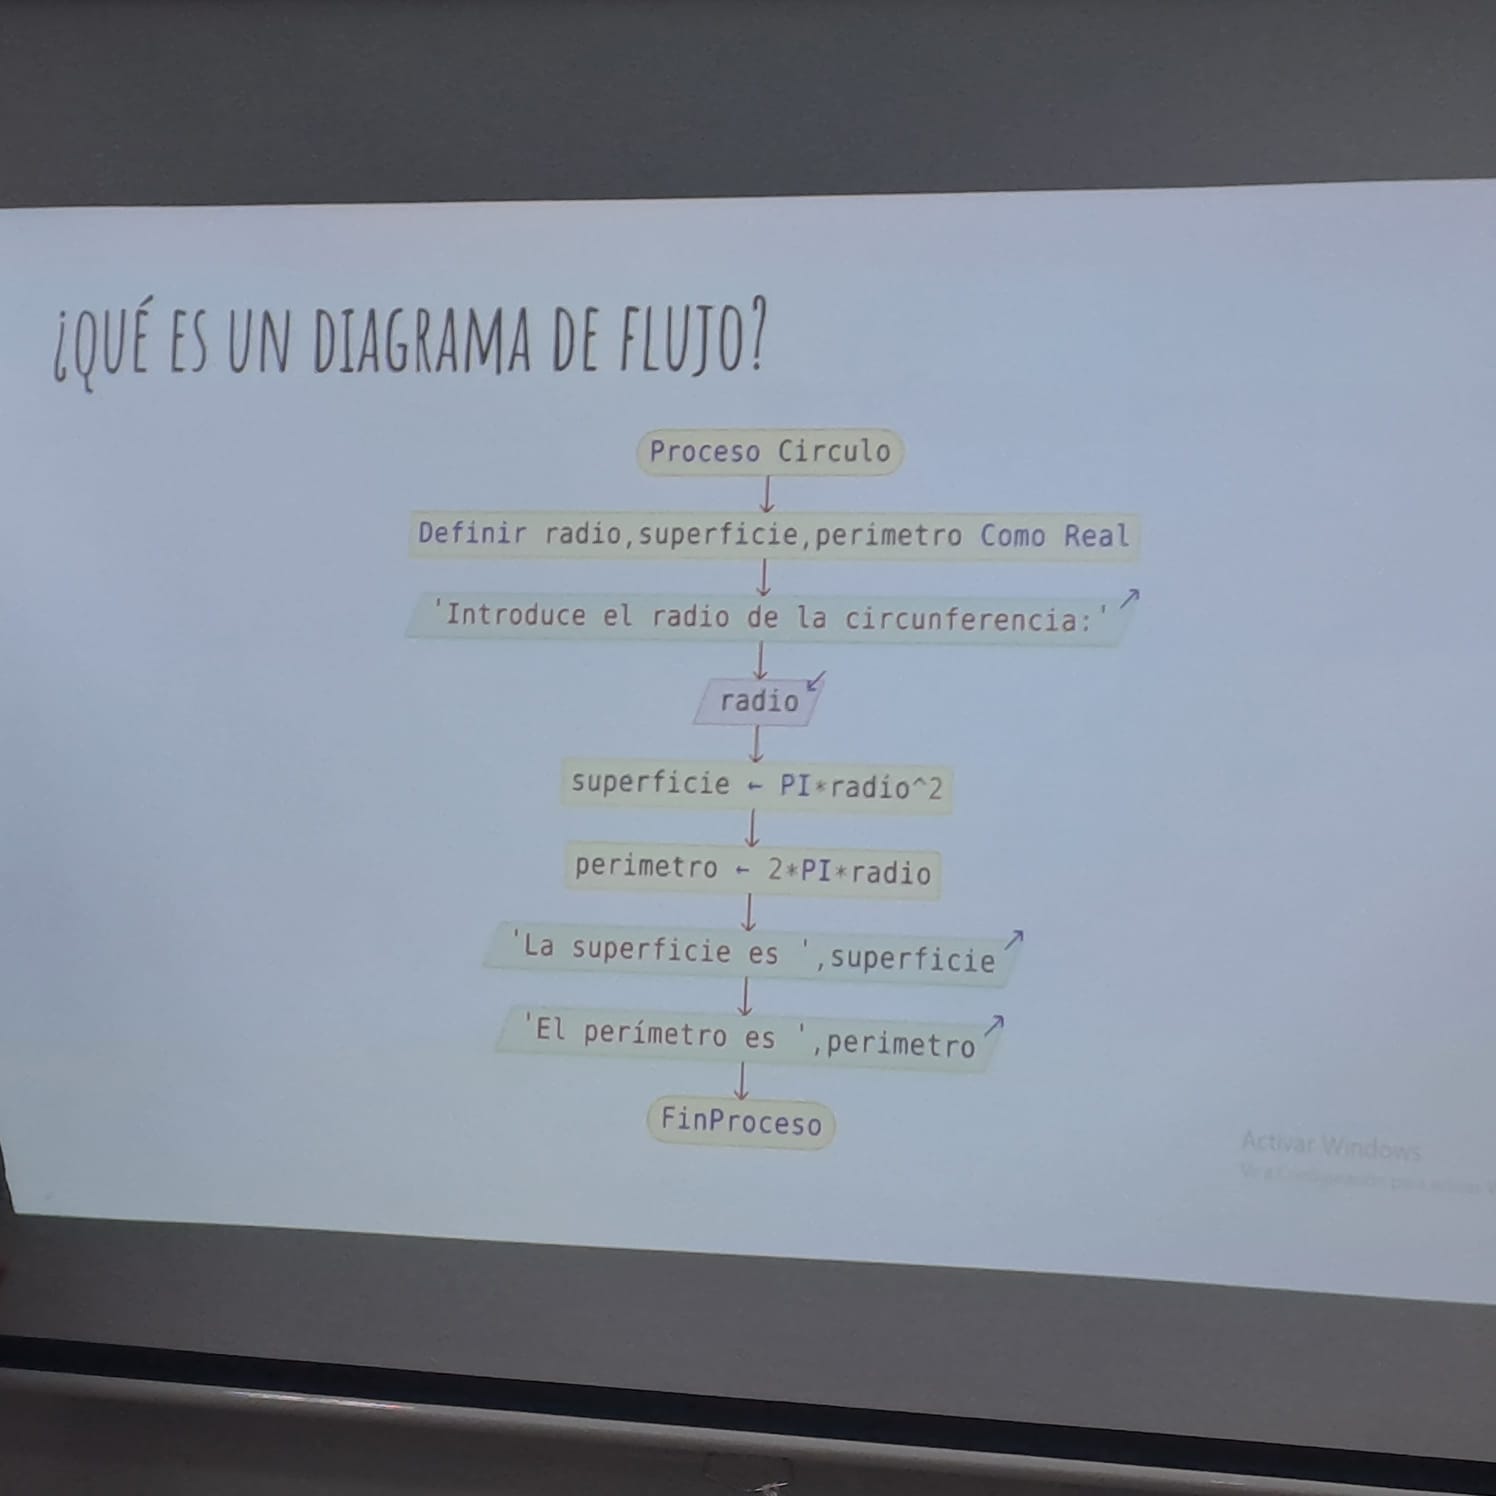 ¿QUÉ ES UN DIAGRAMA DE FLUJO?
Proceso Circulo
Definir radio,superficie,perimetro Como Real
'Introduce el radio de la circunferencia:'
radio
superficie ← PI*radio^2
perimetro ← 2*PI*radio
'La superficie es ',superficie
'El perímetro es ',perimetro
FinProceso
Activar Windows